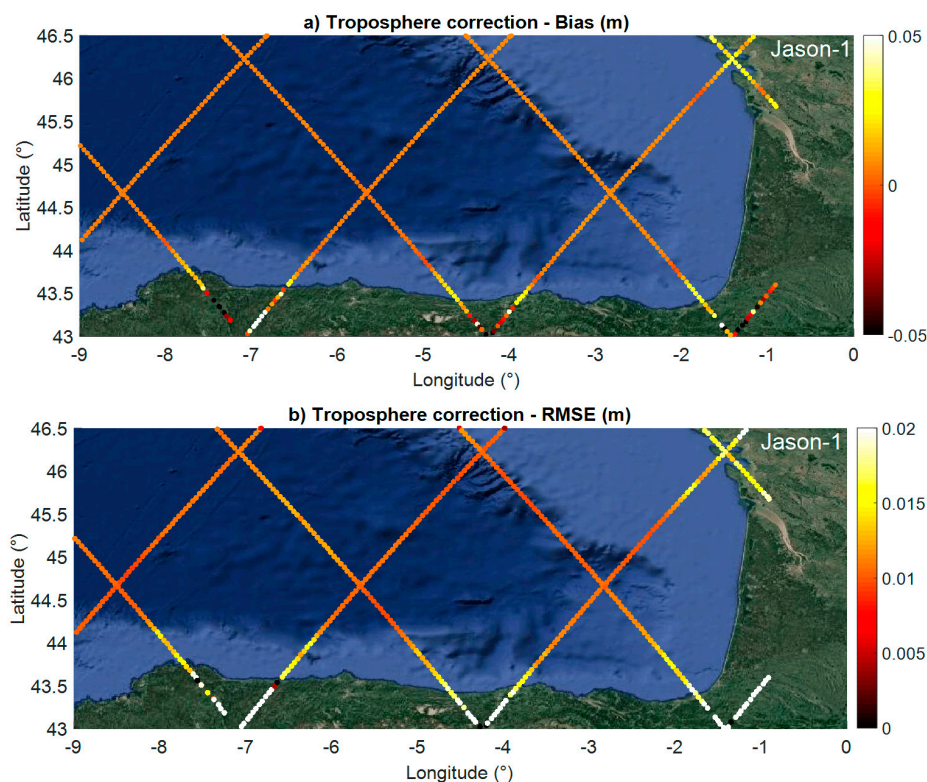 a) Troposphere correction - Bias (m)
Jason-1
46.5
46
45.5
45
44.5
44
43.5
43
Latitude (°)
-9 -8 -7 -6 -5 -4 -3 -2 -1 0
Longitude (°)
0.05
0
-0.05
b) Troposphere correction - RMSE (m)
Jason-1
46.5
46
45.5
45
44.5
44
43.5
43
Latitude (°)
-9 -8 -7 -6 -5 -4 -3 -2 -1 0
Longitude (°)
0.02
0.015
0.01
0.005
0